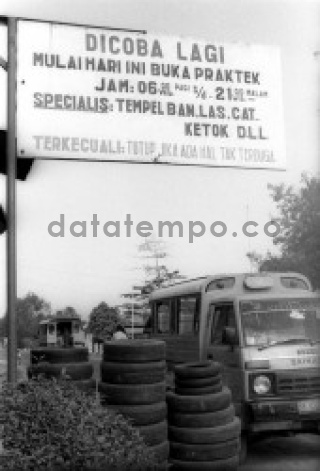 DICOBA LAGI
MULAI HARI INI BUKA PRAKTEK
JAM: 06.00 PAGI S/d 21.00 MALAM
SPECIALIS: TEMPEL BAN, LAS, CAT.
KETOK DLL
TERKECUALI: TUTUP JIKA ADA HAL TAK TERDUGA
datatempo.co